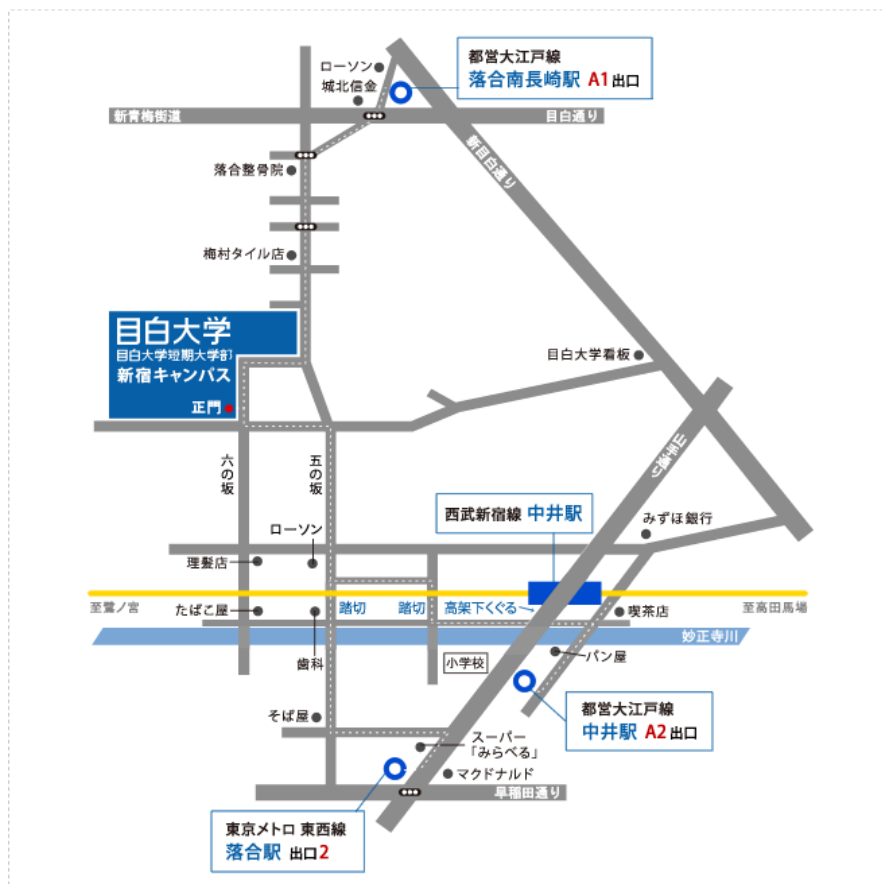 都営大江戸線
落合南長崎駅 A1出口
ローソン
城北信金
新青梅街道
目白通り
新目白通り
落合整骨院
梅村タイル店
目白大学
目白大学短期大学部
新宿キャンパス
正門
目白大学看板
山手通り
六の坂
五の坂
ローソン
西武新宿線 中井駅
みずほ銀行
理髪店
至鷺ノ宮
たばこ屋
踏切
踏切
高架下くぐる
喫茶店
至高田馬場
妙正寺川
歯科
小学校
パン屋
都営大江戸線
中井駅 A2出口
そば屋
スーパー
「みらべる」
マクドナルド
早稲田通り
東京メトロ 東西線
落合駅 出口2